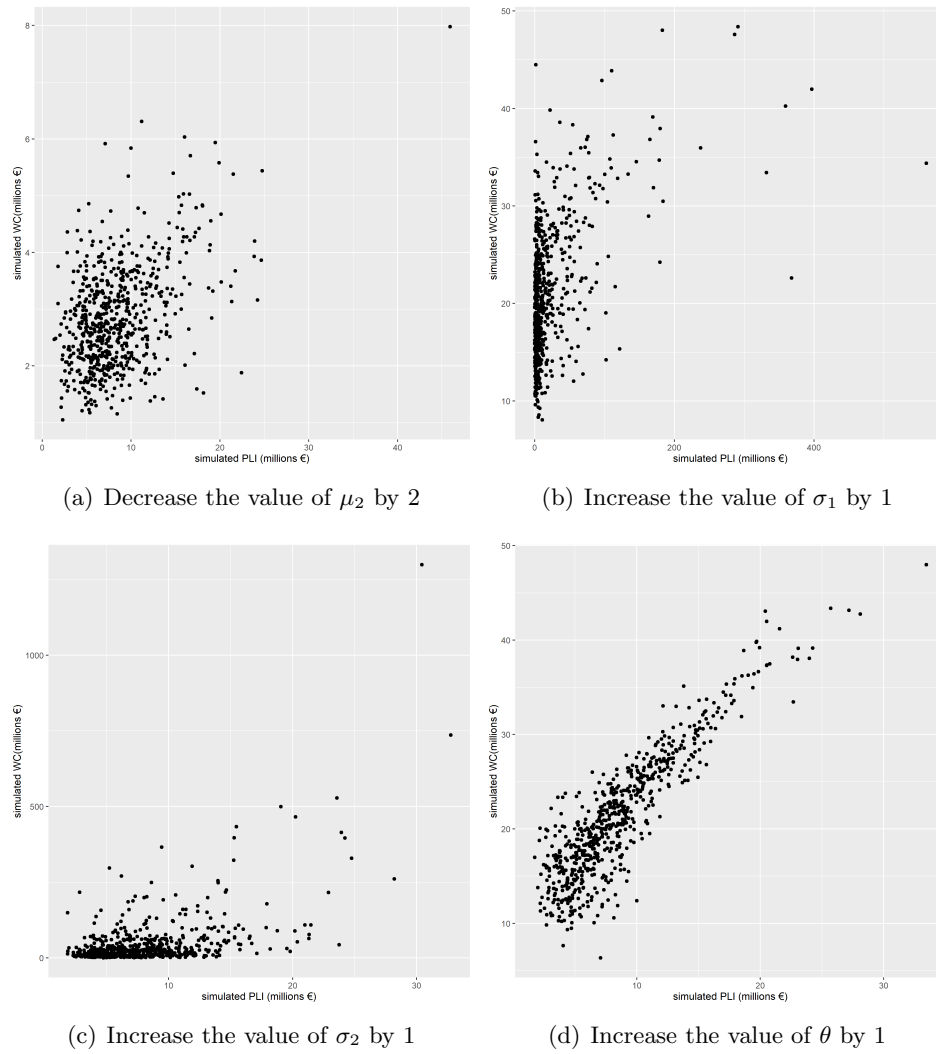 8
6
4
2
0
10
20
30
40
simulated WC(millions €)
simulated PLI (millions €)
(a) Decrease the value of μ₂ by 2
50
40
30
20
10
0
200
400
simulated WC(millions €)
simulated PLI (millions €)
(b) Increase the value of σ₁ by 1
1000
500
0
10
20
30
simulated WC(millions €)
simulated PLI (millions €)
(c) Increase the value of σ₂ by 1
50
40
30
20
10
10
20
30
simulated WC(millions €)
simulated PLI (millions €)
(d) Increase the value of θ by 1